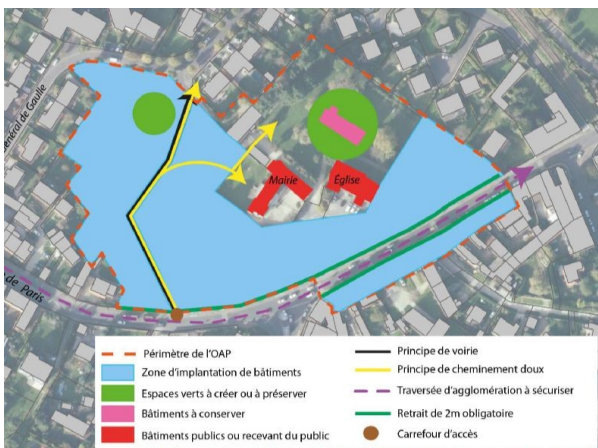 Général de Gaulle
Mairie
Église
de Paris
Périmètre de l'OAP
Zone d'implantation de bâtiments
Espaces verts à créer ou à préserver
Bâtiments à conserver
Bâtiments publics ou recevant du public
Principe de voirie
Principe de cheminement doux
Traversée d'agglomération à sécuriser
Retrait de 2m obligatoire
Carrefour d'accès